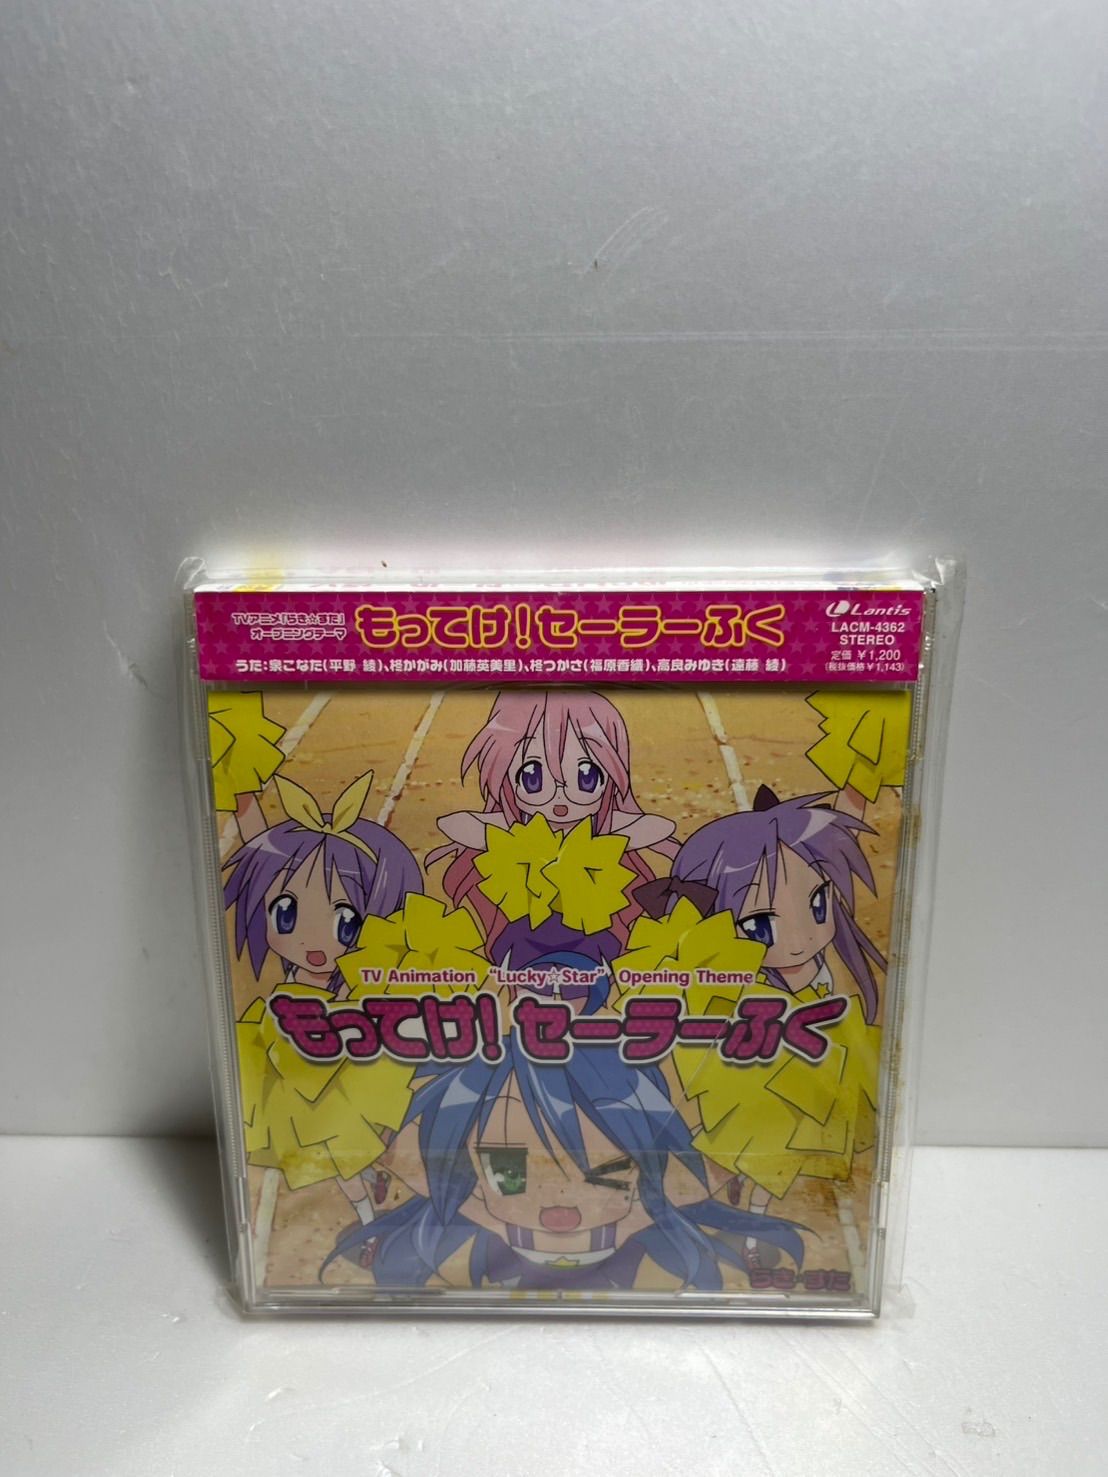 TVアニメ『らき☆すた』
オープニングテーマ
もってけ!セーラーふく
うた:泉こなた(平野 綾)、柊かがみ(加藤英美里)、柊つかさ(福原香織)、高良みゆき(遠藤 綾)
Lantis
LACM-4362
STEREO
定価 ¥1,200
(税抜価格¥1,143)
TV Animation “Lucky☆Star” Opening Theme
もってけ!セーラーふく
らき☆すた